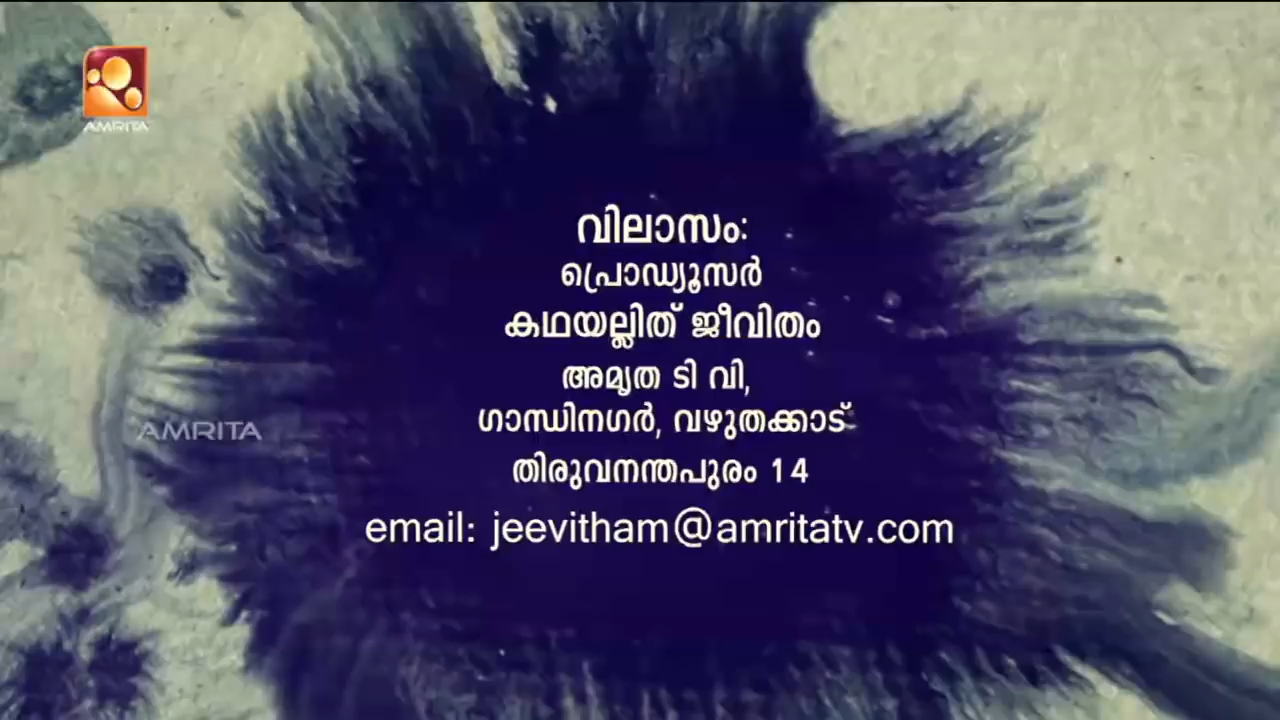 AMRITA
വിലാസം:
പ്രൊഡ്യൂസർ
കഥയല്ലിത് ജീവിതം
അമൃത ടി വി,
ഗാന്ധിനഗർ, വഴുതക്കാട്
AMRITA
തിരുവനന്തപുരം 14
email: jeevitham@amritatv.com